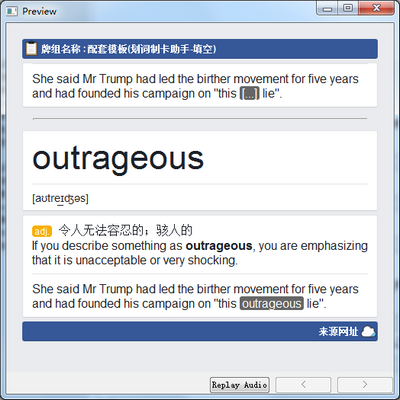 Preview
牌组名称 : 配套模板(划词制卡助手-填空)
She said Mr Trump had led the birther movement for five years
and had founded his campaign on "this [...] lie".
outrageous
[aʊtreɪʤəs]
adj. 令人无法容忍的；骇人的
If you describe something as outrageous, you are emphasizing
that it is unacceptable or very shocking.
She said Mr Trump had led the birther movement for five years
and had founded his campaign on "this outrageous lie".
来源网址
Replay Audio
< >